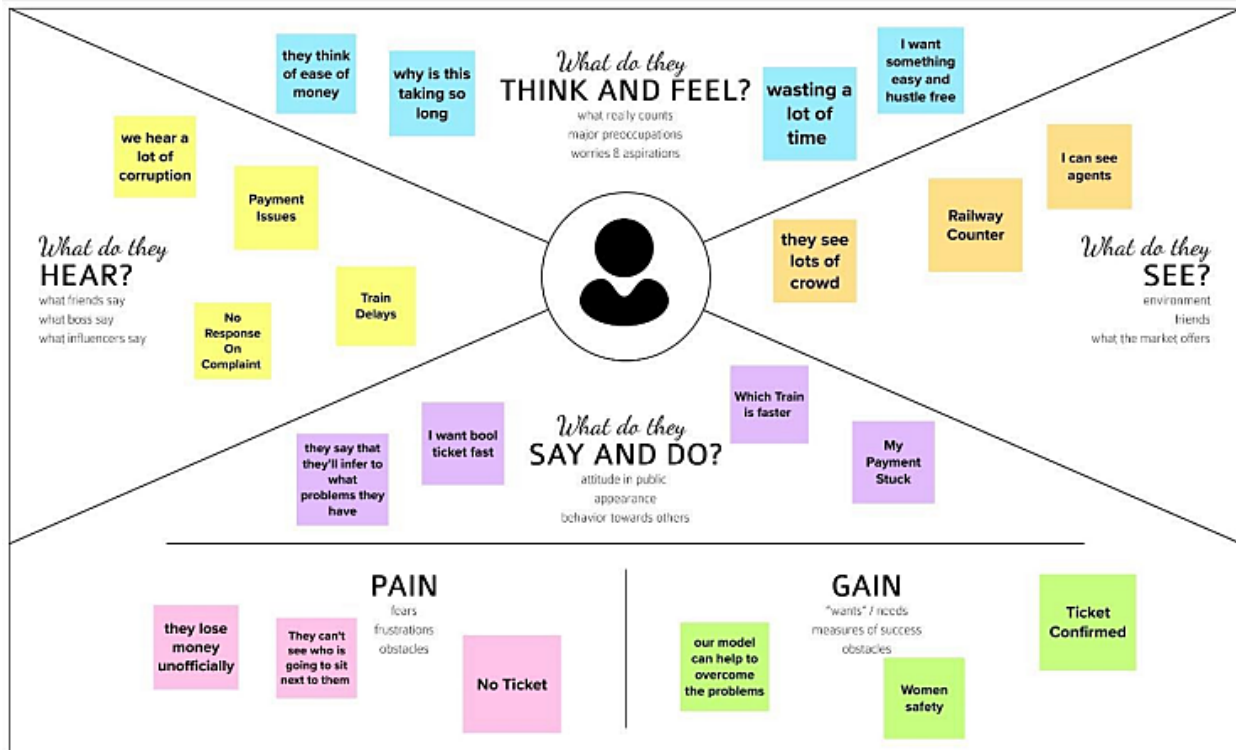 What do they
THINK AND FEEL?
what really counts
major preoccupations
worries & aspirations
they think
of ease of
money
why is this
taking so
long
wasting a
lot of
time
I want
something
easy and
hustle free
What do they
HEAR?
what friends say
what boss say
what influencers say
we hear a
lot of
corruption
Payment
Issues
Train
Delays
No
Response
On
Complaint
What do they
SEE?
environment
friends
what the market offers
they see
lots of
crowd
Railway
Counter
I can see
agents
What do they
SAY AND DO?
attitude in public
appearance
behavior towards others
they say that
they'll infer to
what
problems they
have
I want bool
ticket fast
Which Train
is faster
My
Payment
Stuck
PAIN
fears
frustrations
obstacles
they lose
money
unofficially
They can't
see who is
going to sit
next to them
No Ticket
GAIN
"wants" / needs
measures of success
obstacles
our model
can help to
overcome
the problems
Women
safety
Ticket
Confirmed